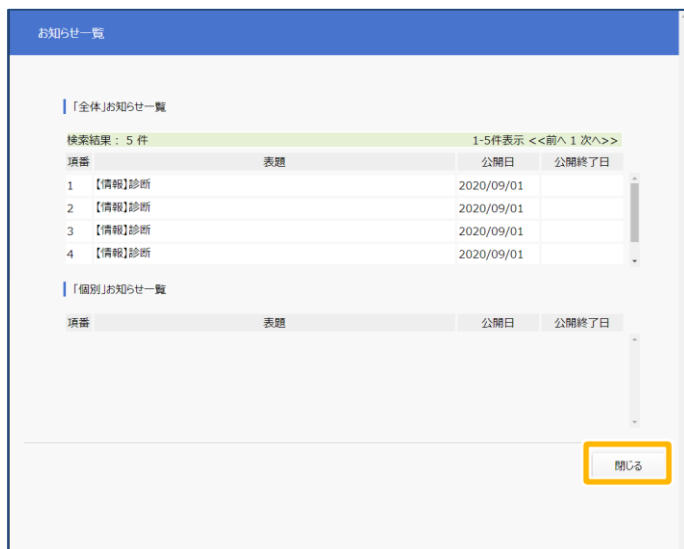 お知らせ一覧
「全体」お知らせ一覧
検索結果： 5 件 1-5件表示 <<前へ 1 次へ>>
項番 表題 公開日 公開終了日
1 【情報】診断 2020/09/01
2 【情報】診断 2020/09/01
3 【情報】診断 2020/09/01
4 【情報】診断 2020/09/01
「個別」お知らせ一覧
項番 表題 公開日 公開終了日
閉じる